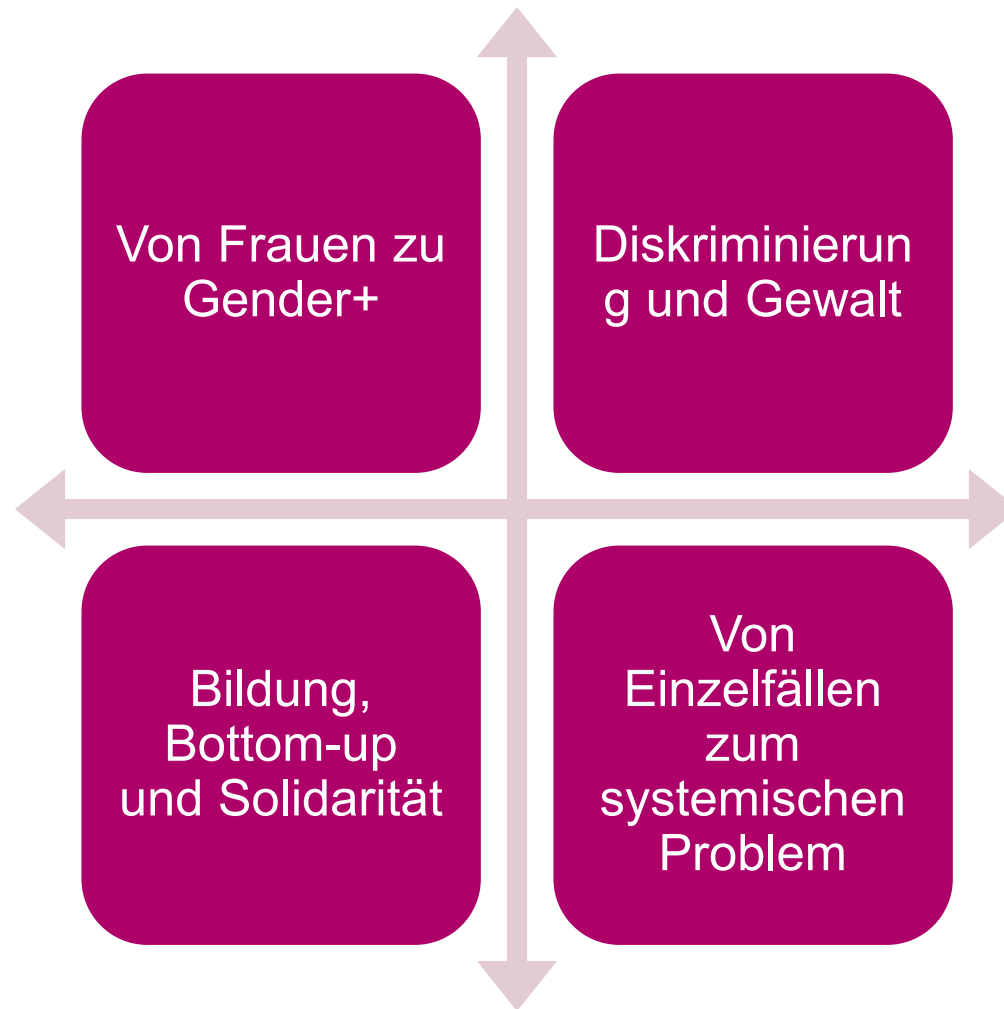 Von Frauen zu
Gender+
Diskriminierun
g und Gewalt
Bildung,
Bottom-up
und Solidarität
Von
Einzelfällen
zum
systemischen
Problem